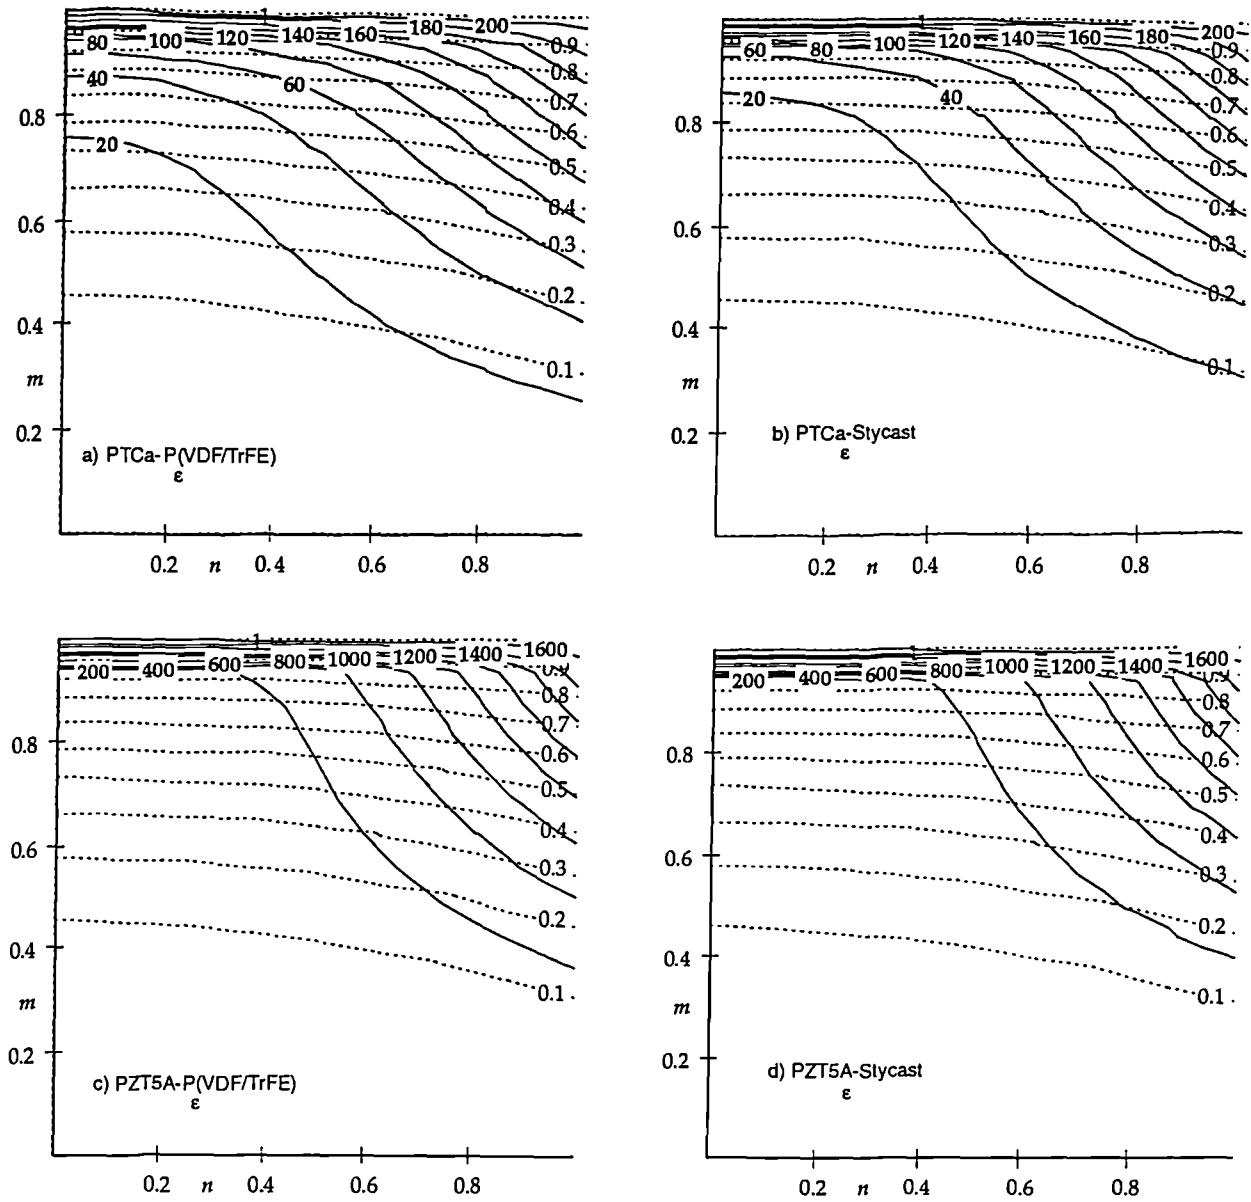 1
80 100 120 140 160 180 200 0.9
40 60 0.8
0.7
0.8 0.6
20 0.5
0.4
0.6 0.3
0.2
0.4
m 0.1
0.2
a) PTCa-P(VDF/TrFE)
ε
0.2 n 0.4 0.6 0.8
60 80 100 120 140 160 180 200
0.9
20 40 0.8
0.7
0.8 0.6
0.5
0.4
0.6 0.3
0.2
0.4
m 0.1
0.2
b) PTCa-Stycast
ε
0.2 n 0.4 0.6 0.8
1
200 400 600 800 1000 1200 1400 1600
0.9
0.8
0.7
0.8 0.6
0.5
0.4
0.6 0.3
0.2
0.4
m 0.1
0.2
c) PZT5A-P(VDF/TrFE)
ε
0.2 n 0.4 0.6 0.8
200 400 600 800 1000 1200 1400 1600
0.9
0.8
0.7
0.8 0.6
0.5
0.4
0.6 0.3
0.2
0.4
m 0.1
0.2
d) PZT5A-Stycast
ε
0.2 n 0.4 0.6 0.8